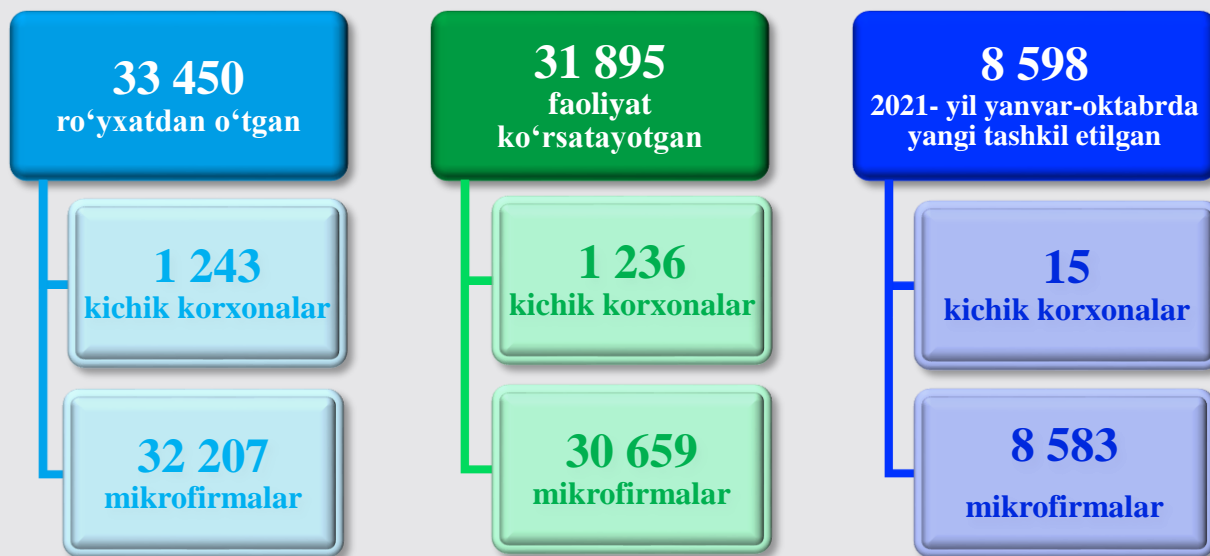 33 450
ro‘yxatdan o‘tgan
1 243
kichik korxonalar
32 207
mikrofirmalar
31 895
faoliyat
ko‘rsatayotgan
1 236
kichik korxonalar
30 659
mikrofirmalar
8 598
2021- yil yanvar-oktabrda
yangi tashkil etilgan
15
kichik korxonalar
8 583
mikrofirmalar